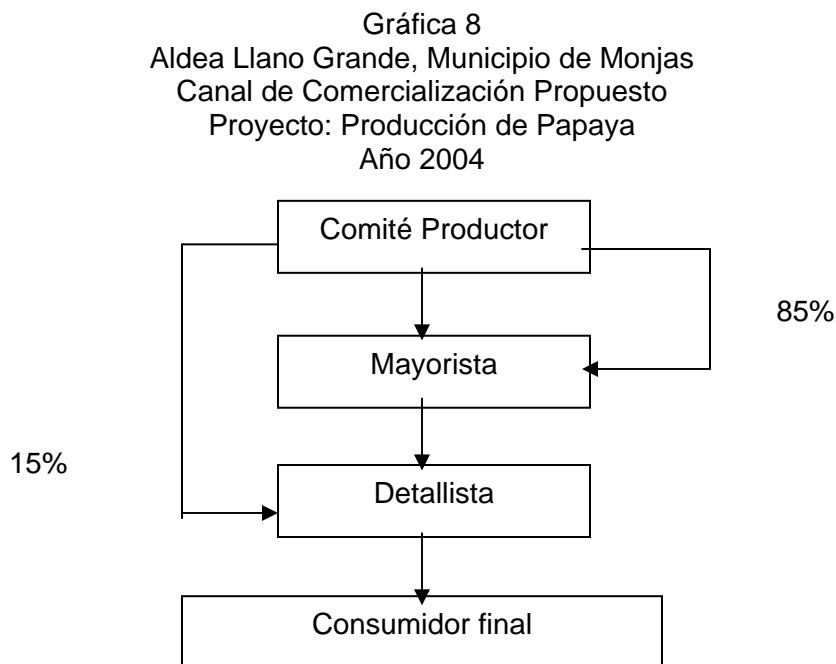 Gráfica 8
Aldea Llano Grande, Municipio de Monjas
Canal de Comercialización Propuesto
Proyecto: Producción de Papaya
Año 2004
Comité Productor
85%
Mayorista
15%
Detallista
Consumidor final